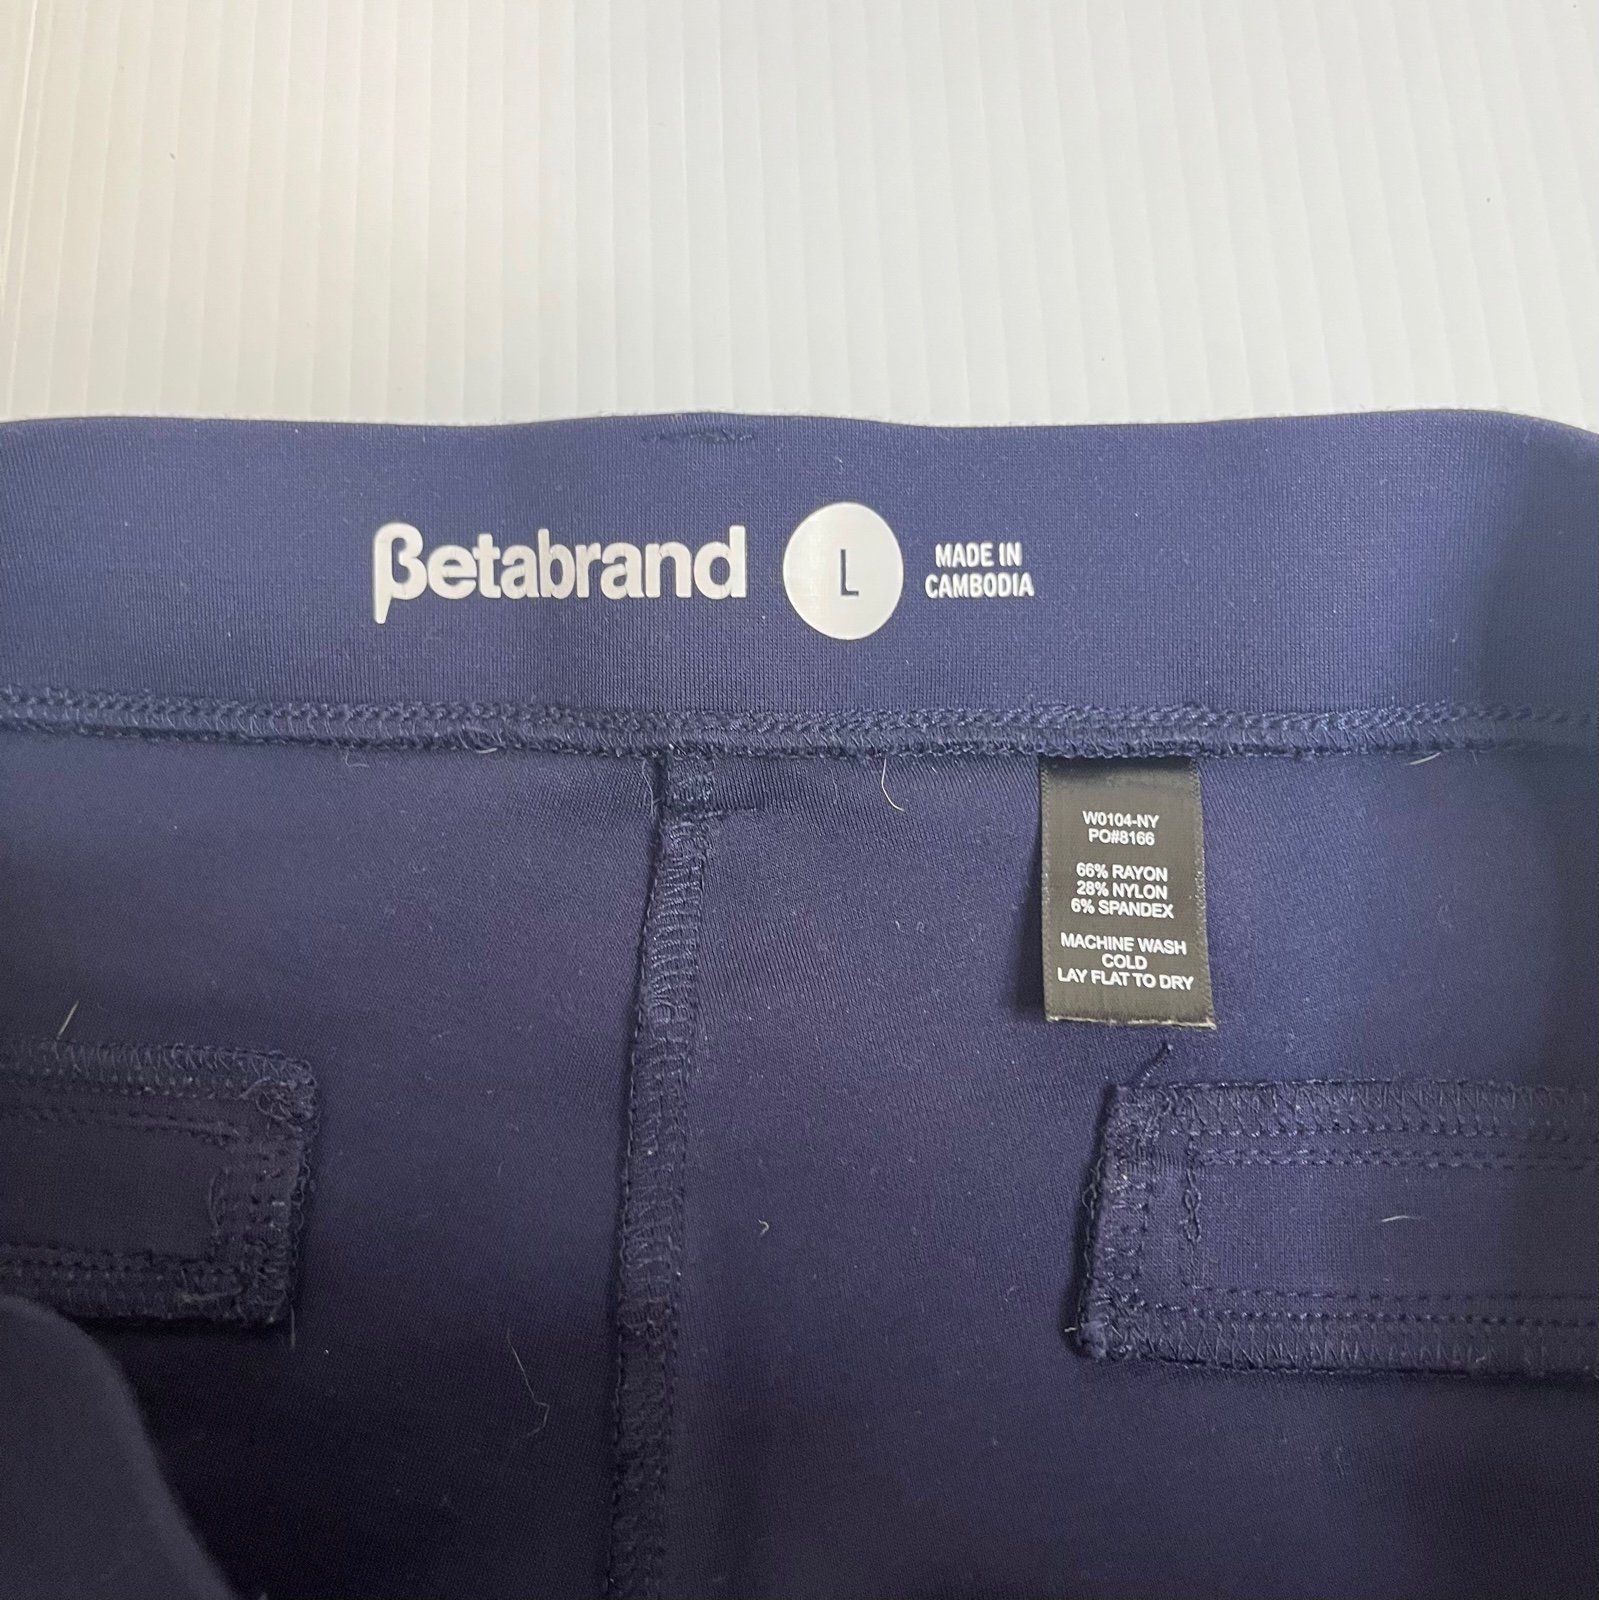 βetabrand
L
MADE IN
CAMBODIA
W0104-NY
PO#8166
66% RAYON
28% NYLON
6% SPANDEX
MACHINE WASH
COLD
LAY FLAT TO DRY